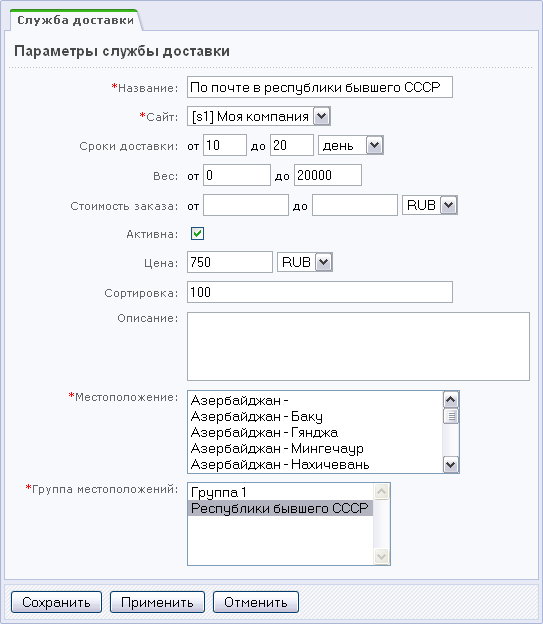 Служба доставки
Параметры службы доставки
*Название: По почте в республики бывшего СССР
*Сайт: [s1] Моя компания
Сроки доставки: от 10 до 20 день
Вес: от 0 до 20000
Стоимость заказа: от до RUB
Активна:
Цена: 750 RUB
Сортировка: 100
Описание:
*Местоположение: Азербайджан -
Азербайджан - Баку
Азербайджан - Гянджа
Азербайджан - Мингечаур
Азербайджан - Нахичевань
*Группа местоположений: Группа 1
Республики бывшего СССР
Сохранить Применить Отменить